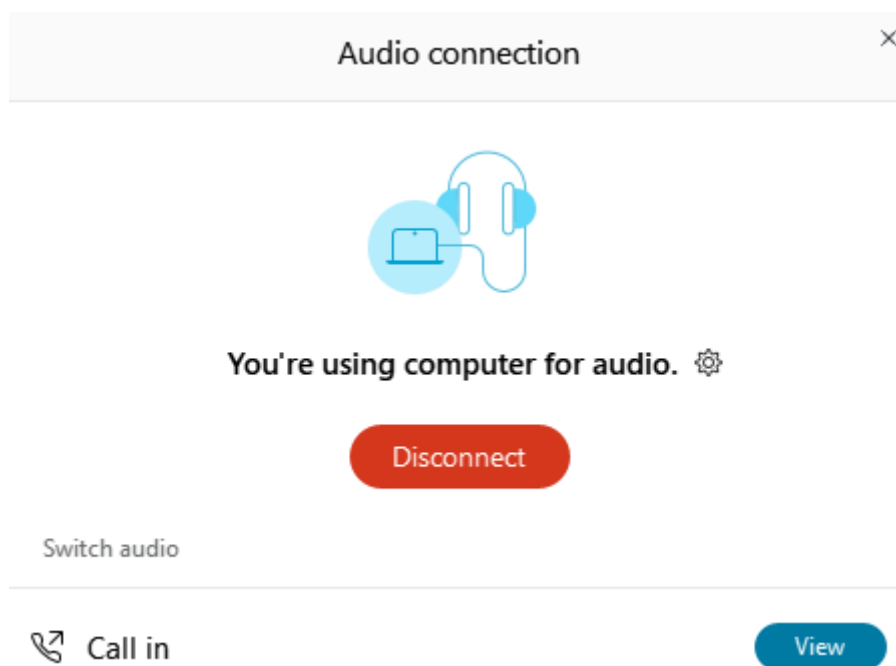 Audio connection
You're using computer for audio.
Disconnect
Switch audio
Call in
View